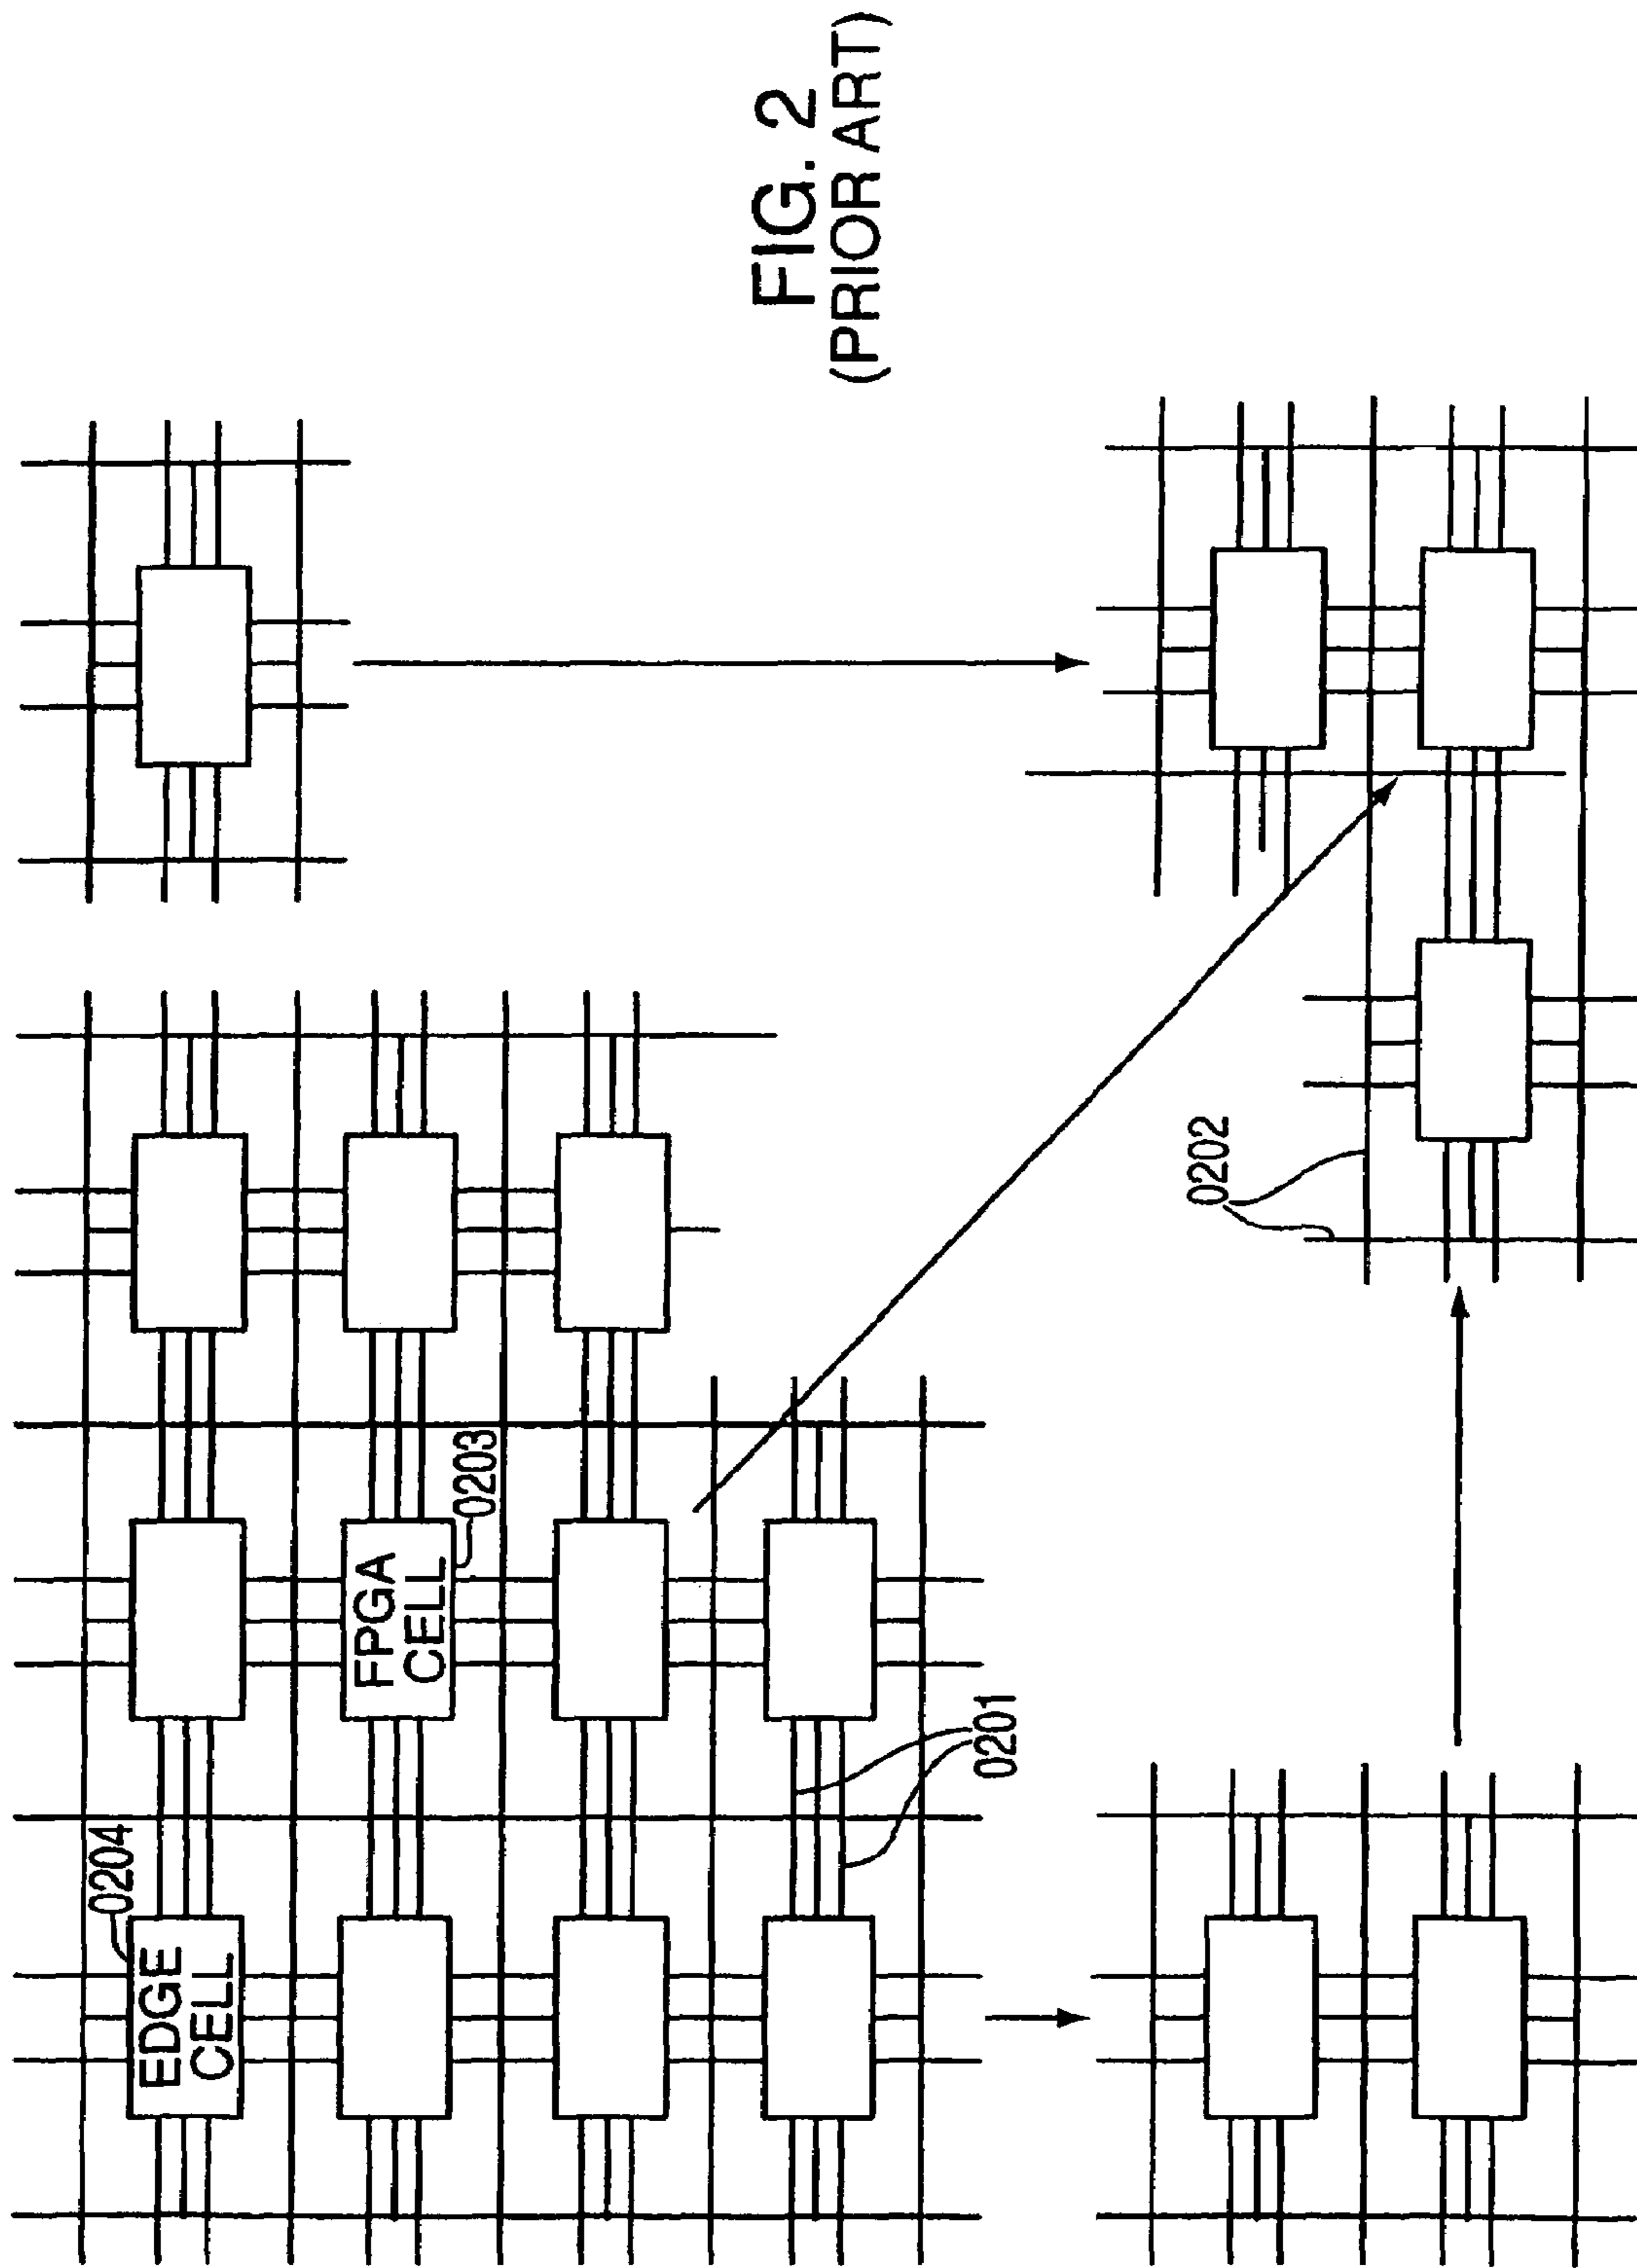 FIG. 2
(PRIOR ART)
EDGE
CELL
0204
FPGA
CELL
0203
0201
0202